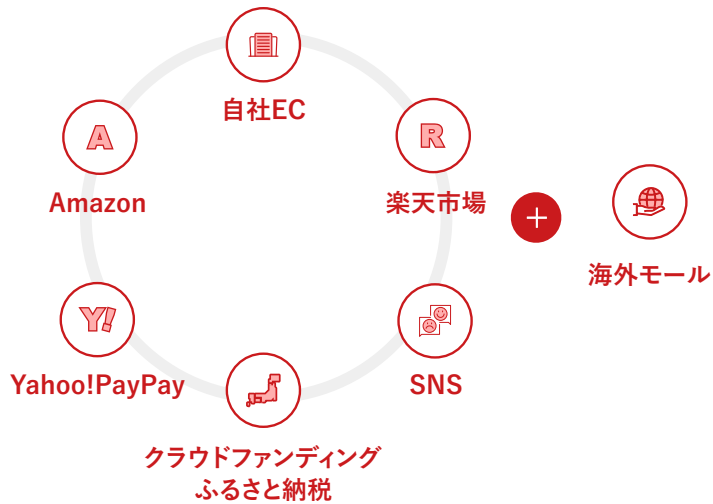 自社EC
A
R
Amazon
楽天市場
+
海外モール
Y!
Yahoo!PayPay
SNS
クラウドファンディング
ふるさと納税